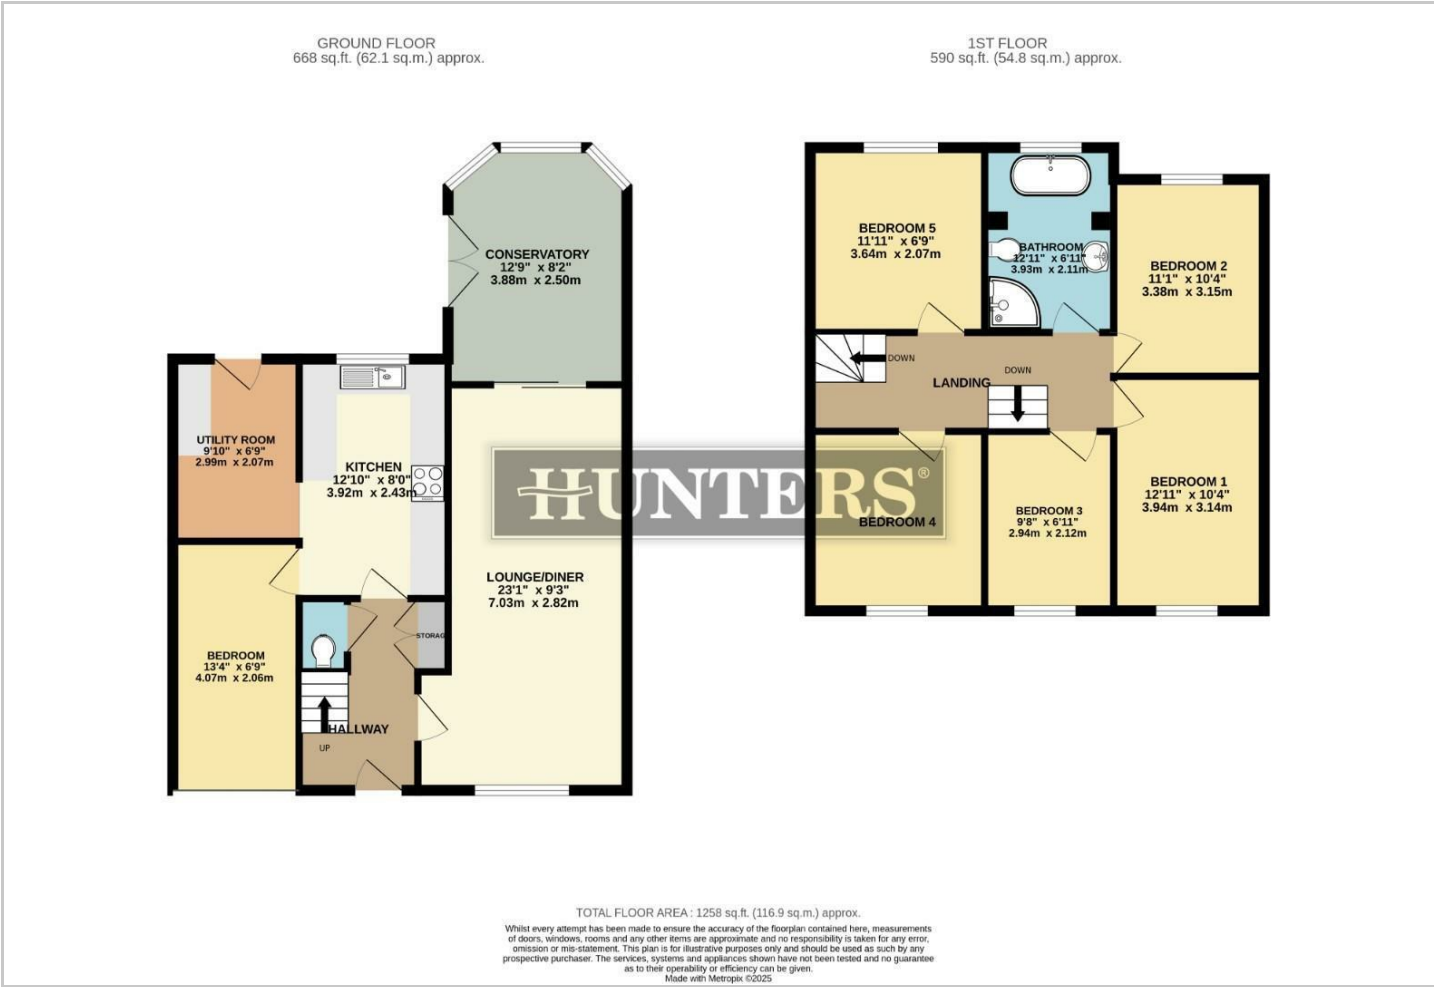 GROUND FLOOR
668 sq.ft. (62.1 sq.m.) approx.
1ST FLOOR
590 sq.ft. (54.8 sq.m.) approx.
CONSERVATORY
12'9" x 8'2"
3.88m x 2.50m
UTILITY ROOM
9'10" x 6'9"
2.99m x 2.07m
KITCHEN
12'10" x 8'0"
3.92m x 2.43m
LOUNGE/DINER
23'1" x 9'3"
7.03m x 2.82m
STORAG
BEDROOM
13'4" x 6'9"
4.07m x 2.06m
HALLWAY
UP
BEDROOM 5
11'11" x 6'9"
3.64m x 2.07m
BATHROOM
12'11" x 6'11"
3.93m x 2.11m
BEDROOM 2
11'1" x 10'4"
3.38m x 3.15m
DOWN
DOWN
LANDING
HUNTERS®
BEDROOM 4
BEDROOM 3
9'8" x 6'11"
2.94m x 2.12m
BEDROOM 1
12'11" x 10'4"
3.94m x 3.14m
TOTAL FLOOR AREA : 1258 sq.ft. (116.9 sq.m.) approx.
Whilst every attempt has been made to ensure the accuracy of the floorplan contained here, measurements
of doors, windows, rooms and any other items are approximate and no responsibility is taken for any error,
omission or mis-statement. This plan is for illustrative purposes only and should be used as such by any
prospective purchaser. The services, systems and appliances shown have not been tested and no guarantee
as to their operability or efficiency can be given.
Made with Metropix ©2025